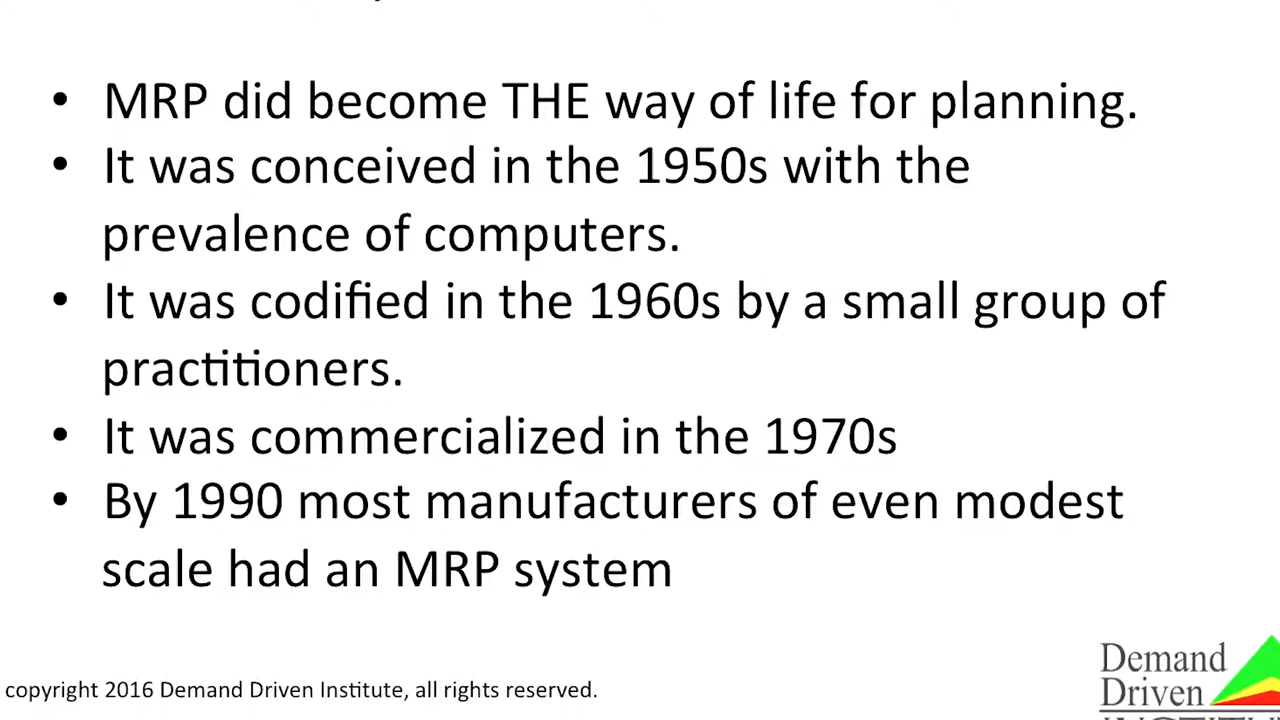 • MRP did become THE way of life for planning.
• It was conceived in the 1950s with the
prevalence of computers.
• It was codified in the 1960s by a small group of
practitioners.
• It was commercialized in the 1970s
• By 1990 most manufacturers of even modest
scale had an MRP system
copyright 2016 Demand Driven Institute, all rights reserved.
Demand
Driven